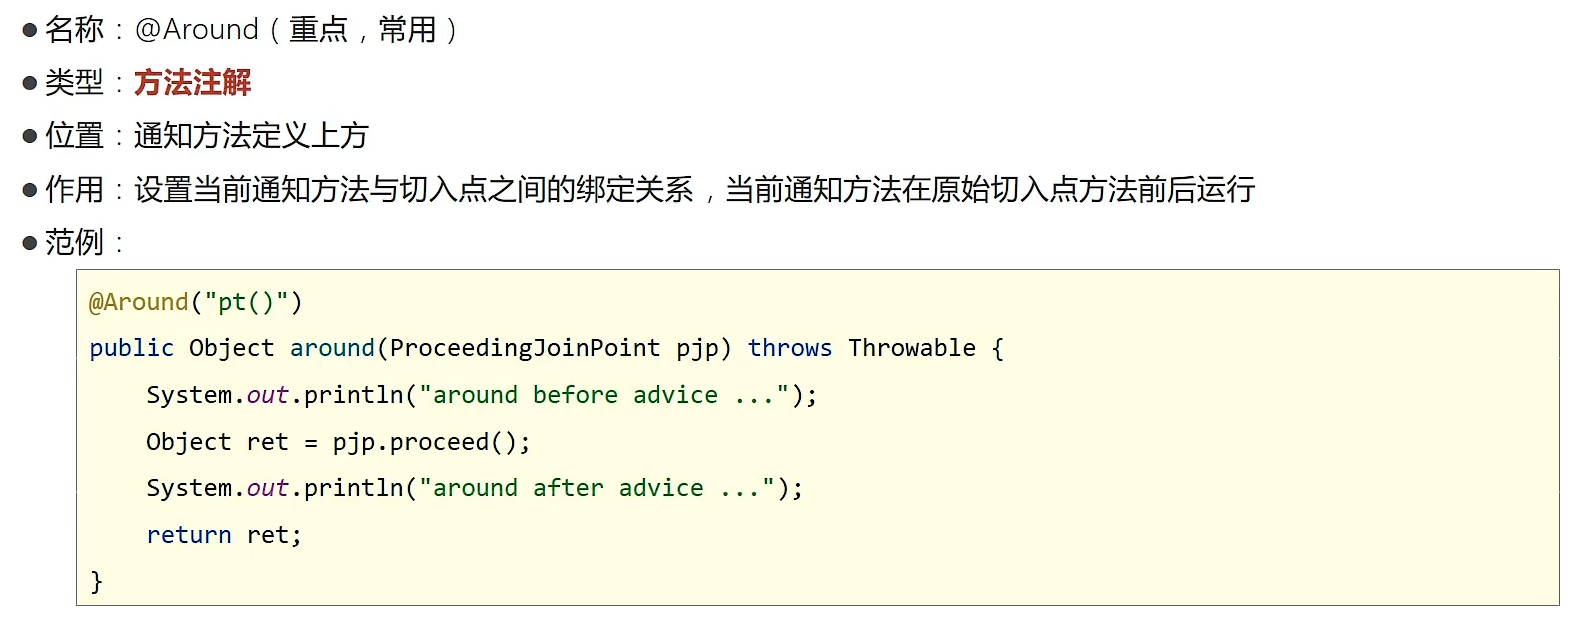 ● 名称：@Around（重点，常用）
● 类型：方法注解
● 位置：通知方法定义上方
● 作用：设置当前通知方法与切入点之间的绑定关系，当前通知方法在原始切入点方法前后运行
● 范例：
@Around("pt()")
public Object around(ProceedingJoinPoint pjp) throws Throwable {
    System.out.println("around before advice ...");
    Object ret = pjp.proceed();
    System.out.println("around after advice ...");
    return ret;
}